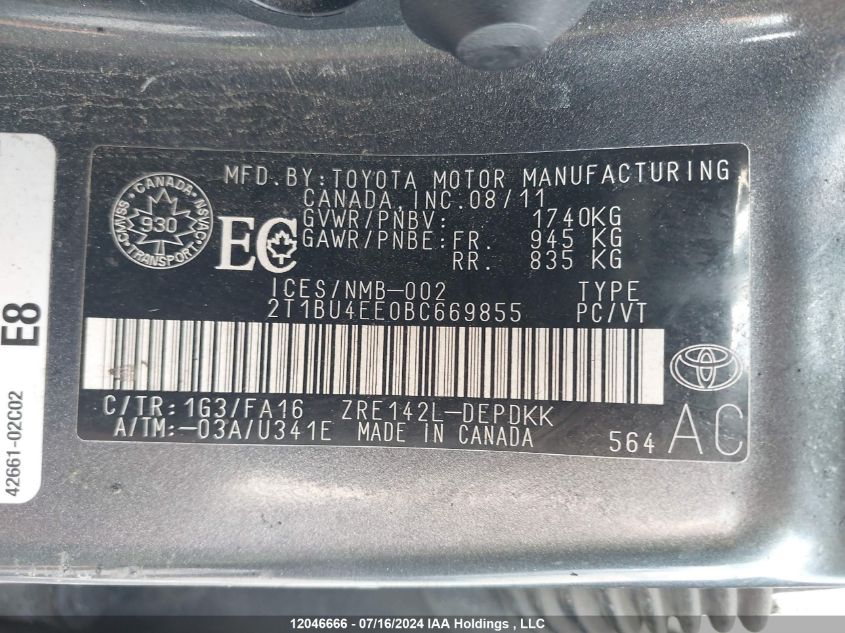 MFD.BY:TOYOTA MOTOR MANUFACTURING
CANADA,INC.08/11
GVWR/PNBV: 1740KG
GAWR/PNBE:FR. 945 KG
RR. 835 KG
CANADA
CMVSS
NSVAC
930
TRANSPORT
EC
ICES/NMB-002 TYPE
2T1BU4EE0BC669855 PC/VT
C/TR:1G3/FA16 ZRE142L-DEPDKK
A/TM:-03A/U341E MADE IN CANADA
564 AC
E8
42661-02C02
12046666 - 07/16/2024 IAA Holdings , LLC